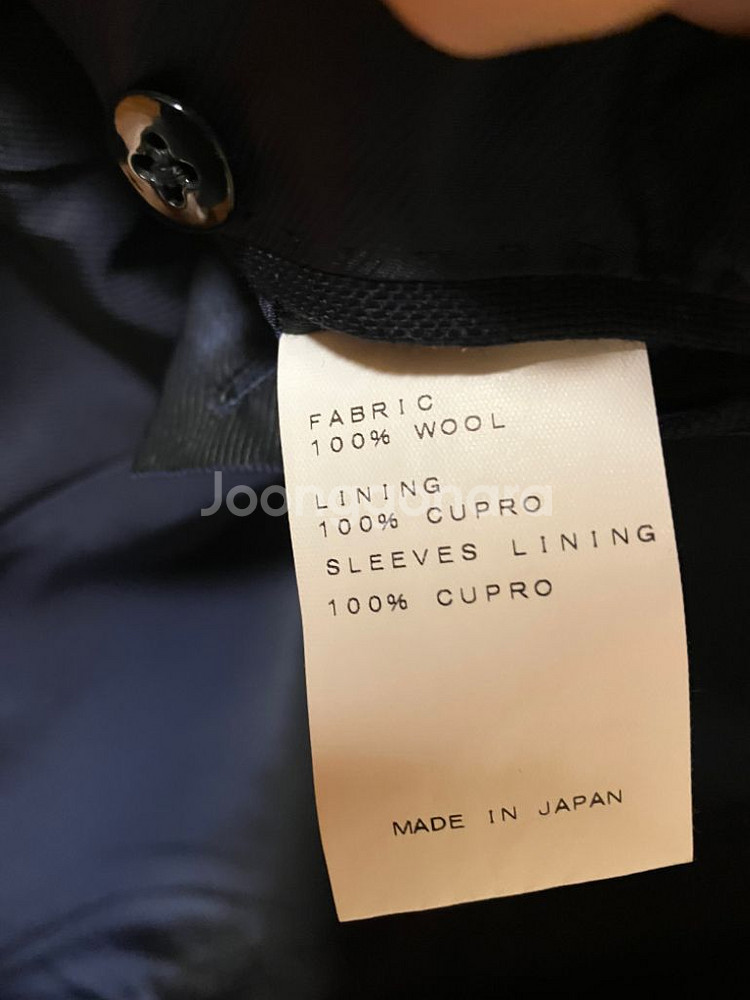 FABRIC
100% WOOL
LINING
100% CUPRO
SLEEVES LINING
100% CUPRO
MADE IN JAPAN